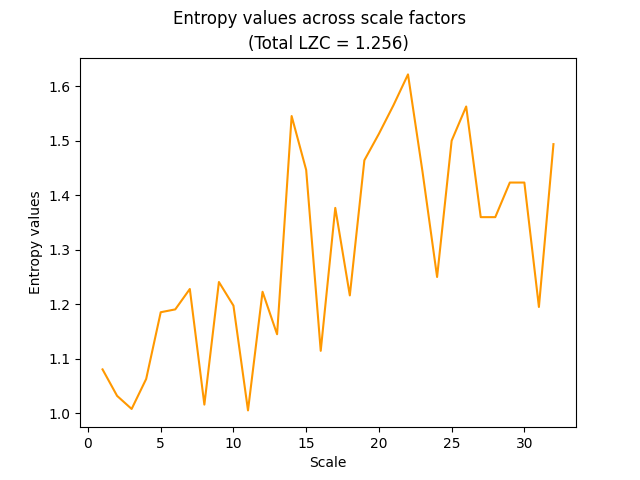 Entropy values across scale factors
(Total LZC = 1.256)
1.6
1.5
1.4
1.3
1.2
1.1
1.0
Entropy values
0 5 10 15 20 25 30
Scale